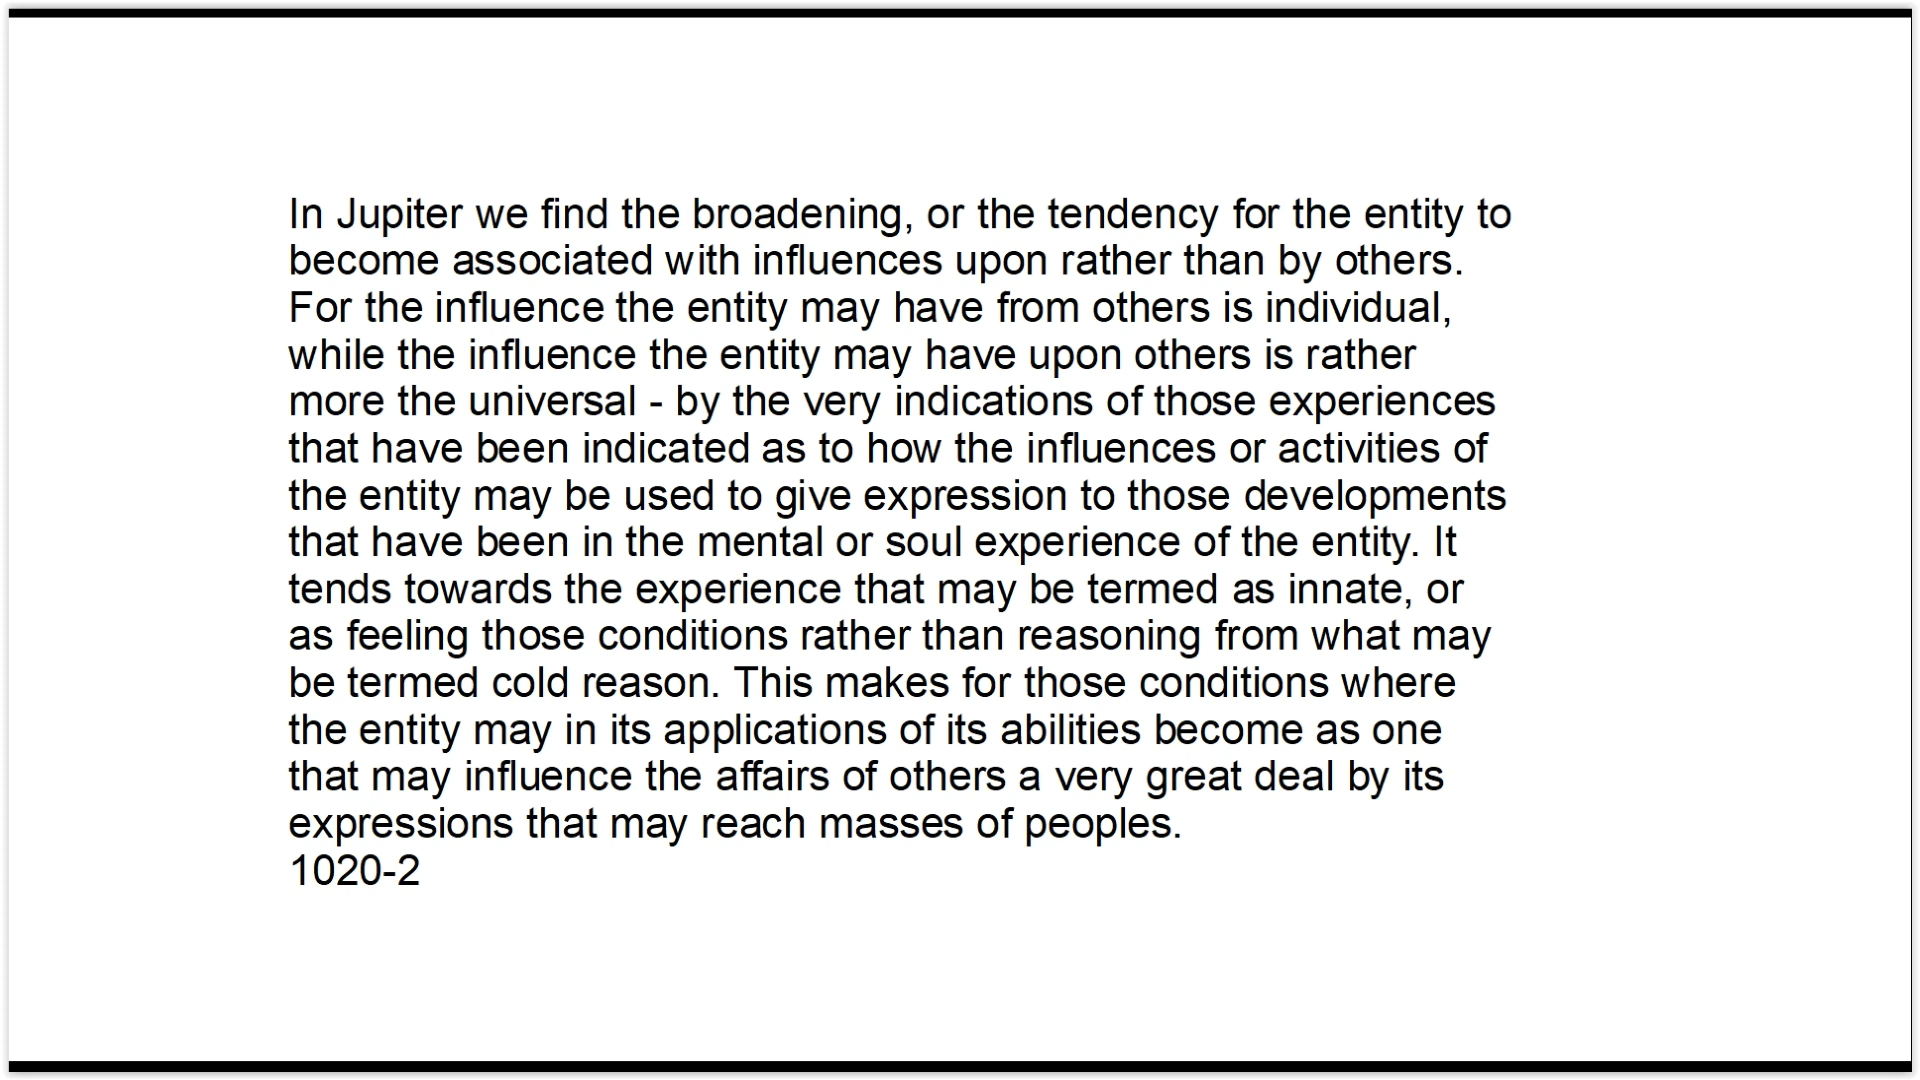 In Jupiter we find the broadening, or the tendency for the entity to
become associated with influences upon rather than by others.
For the influence the entity may have from others is individual,
while the influence the entity may have upon others is rather
more the universal - by the very indications of those experiences
that have been indicated as to how the influences or activities of
the entity may be used to give expression to those developments
that have been in the mental or soul experience of the entity. It
tends towards the experience that may be termed as innate, or
as feeling those conditions rather than reasoning from what may
be termed cold reason. This makes for those conditions where
the entity may in its applications of its abilities become as one
that may influence the affairs of others a very great deal by its
expressions that may reach masses of peoples.
1020-2